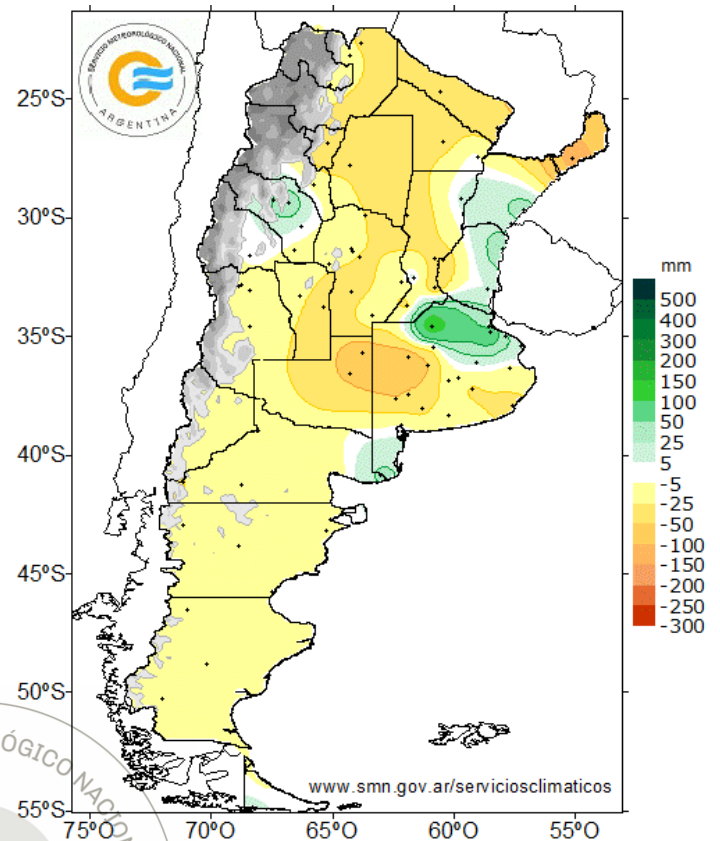 SERVICIO METEOROLÓGICO NACIONAL
ARGENTINA
25ºS
30ºS
35ºS
40ºS
45ºS
50ºS
55ºS
75ºO
70ºO
65ºO
60ºO
55ºO
mm
500
400
300
200
150
100
50
25
5
-5
-25
-50
-100
-150
-200
-250
-300
www.smn.gov.ar/serviciosclimaticos
ÓGICO NACION